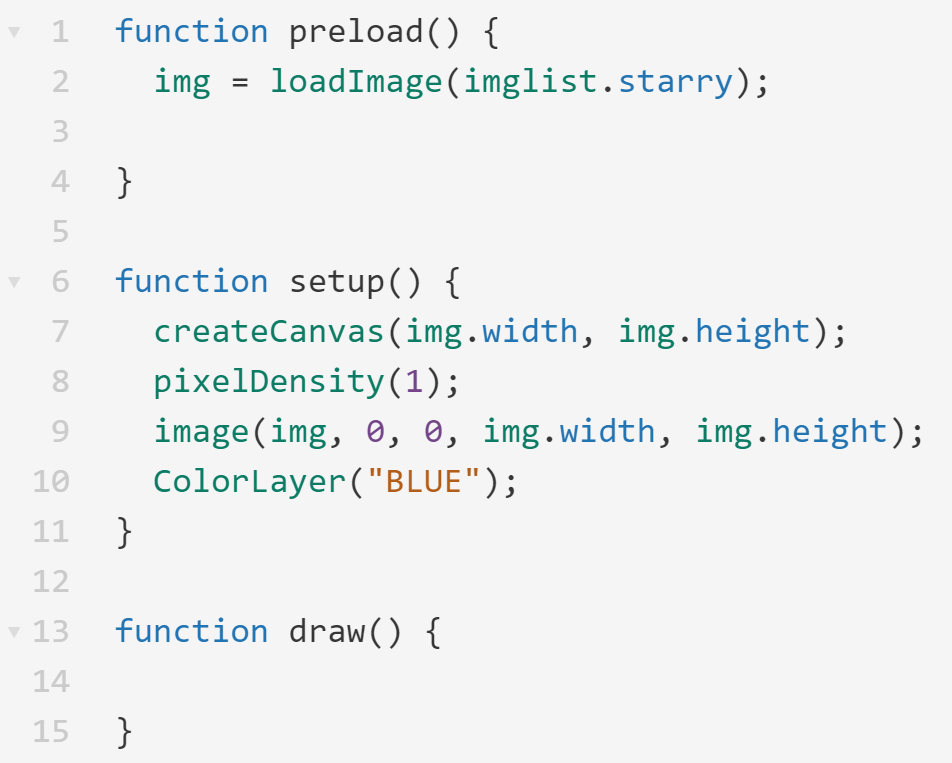 1 function preload() {
2 img = loadImage(imglist.starry);
3
4 }
5
6 function setup() {
7 createCanvas(img.width, img.height);
8 pixelDensity(1);
9 image(img, 0, 0, img.width, img.height);
10 ColorLayer("BLUE");
11 }
12
13 function draw() {
14
15 }